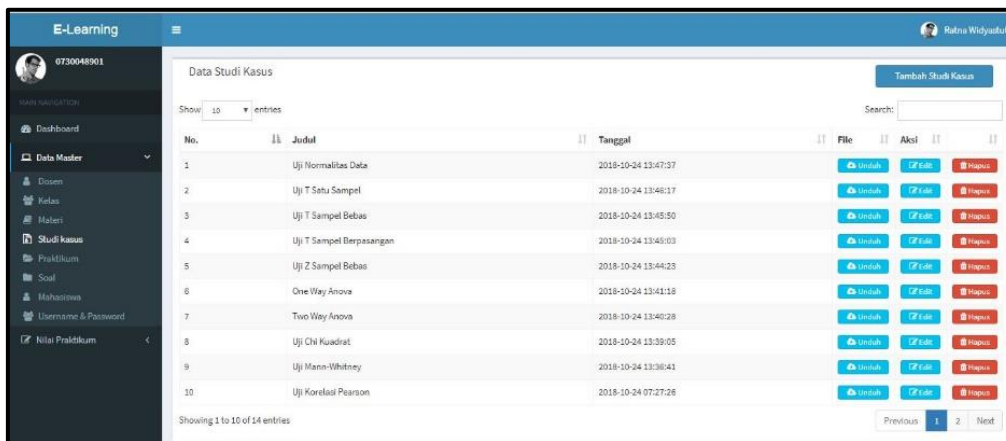 E-Learning
Ratna Widyastut
0730048901
MAIN NAVIGATION
Dashboard
Data Master
Dosen
Kelas
Materi
Studi kasus
Praktikum
Soal
Mahasiswa
Username & Password
Nilai Praktikum
Data Studi Kasus
Tambah Studi Kasus
Show 10 entries
Search:
No. Judul Tanggal File Aksi
1 Uji Normalitas Data 2018-10-24 13:47:37 Unduh Edit Hapus
2 Uji T Satu Sampel 2018-10-24 13:46:17 Unduh Edit Hapus
3 Uji T Sampel Bebas 2018-10-24 13:45:50 Unduh Edit Hapus
4 Uji T Sampel Berpasangan 2018-10-24 13:45:03 Unduh Edit Hapus
5 Uji Z Sampel Bebas 2018-10-24 13:44:23 Unduh Edit Hapus
6 One Way Anova 2018-10-24 13:41:18 Unduh Edit Hapus
7 Two Way Anova 2018-10-24 13:40:28 Unduh Edit Hapus
8 Uji Chi Kuadrat 2018-10-24 13:39:05 Unduh Edit Hapus
9 Uji Mann-Whitney 2018-10-24 13:36:41 Unduh Edit Hapus
10 Uji Korelasi Pearson 2018-10-24 07:27:26 Unduh Edit Hapus
Showing 1 to 10 of 14 entries
Previous 1 2 Next